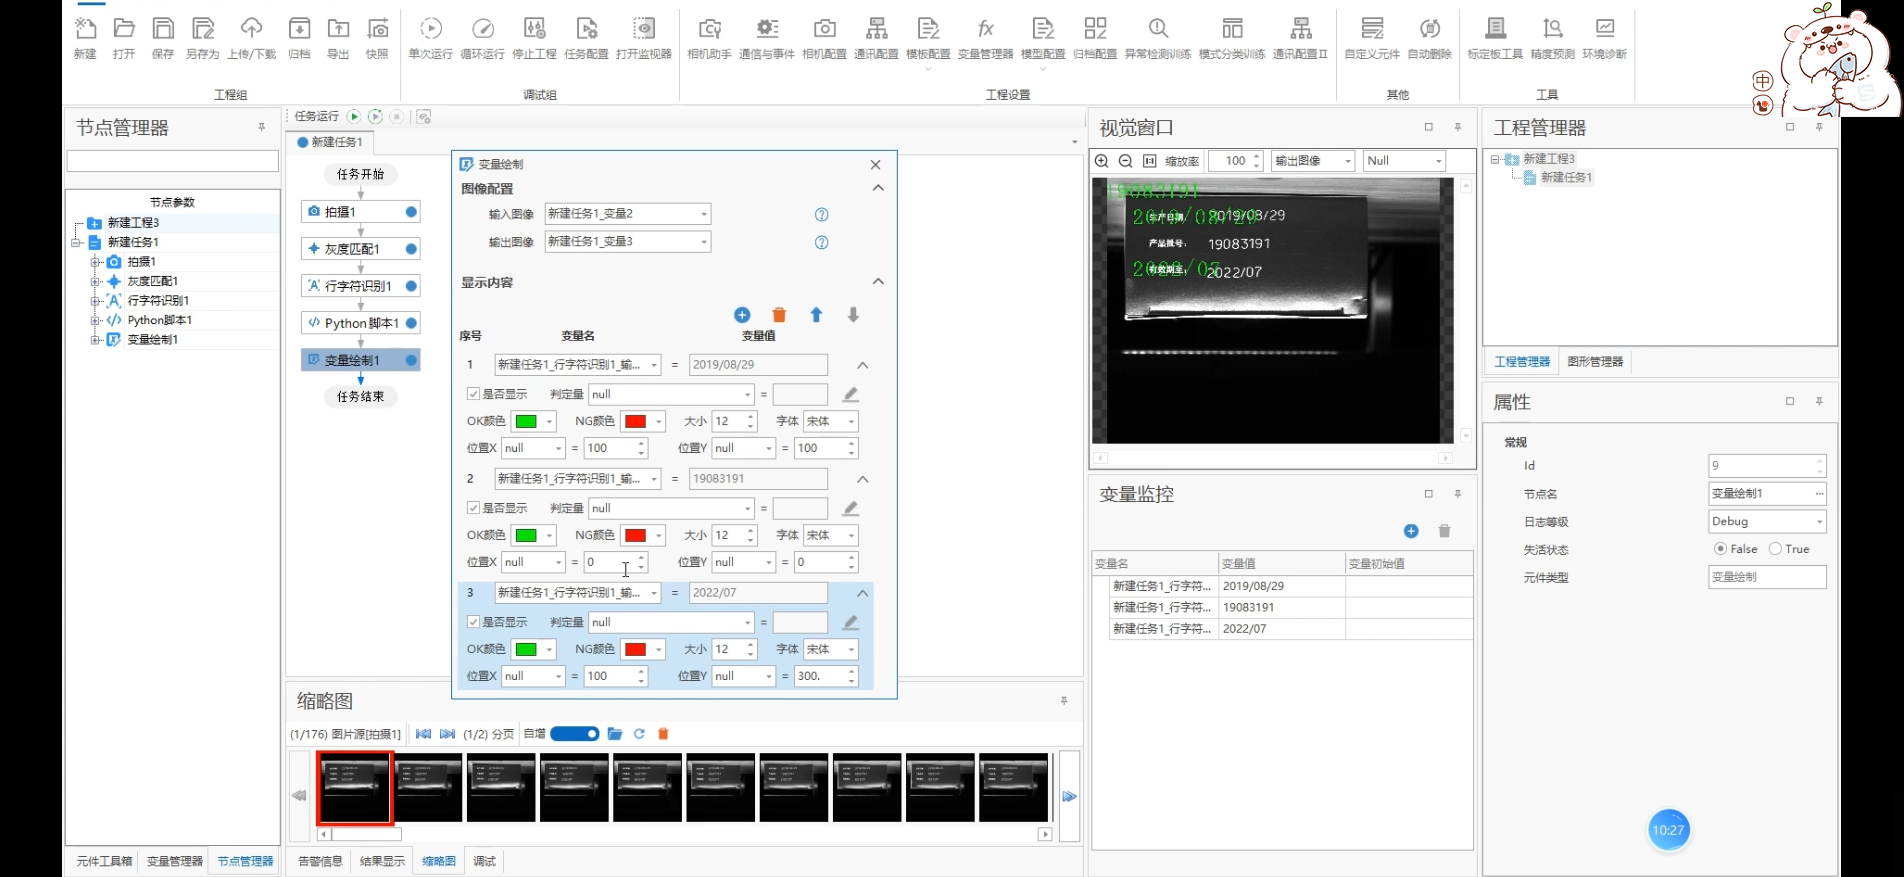 新建 打开 保存 另存为 上传/下载 归档 导出 快照 单次运行 循环运行 停止工程 任务配置 打开监视器 相机助手 通信与事件 相机配置 通讯配置 模板配置 变量管理器 模型配置 归档配置 异常检测训练 模式分类训练 通讯配置II 自定义元件 自动删除 标定板工具 精度预测 环境诊断
工程组 调试组 工程设置 其他 工具
中
节点管理器
节点参数
新建工程3
新建任务1
拍摄1
灰度匹配1
行字符识别1
Python脚本1
变量绘制1
元件工具箱 变量管理器 节点管理器
任务运行
新建任务1
任务开始
拍摄1
灰度匹配1
行字符识别1
Python脚本1
变量绘制1
任务结束
变量绘制
图像配置
输入图像 新建任务1_变量2
输出图像 新建任务1_变量3
显示内容
序号 变量名 变量值
1 新建任务1_行字符识别1_输... = 2019/08/29
是否显示 判定量 null =
OK颜色 NG颜色 大小 12 字体 宋体
位置X null = 100 位置Y null = 100
2 新建任务1_行字符识别1_输... = 19083191
是否显示 判定量 null =
OK颜色 NG颜色 大小 12 字体 宋体
位置X null = 0 位置Y null = 0
3 新建任务1_行字符识别1_输... = 2022/07
是否显示 判定量 null =
OK颜色 NG颜色 大小 12 字体 宋体
位置X null = 100 位置Y null = 300.
缩略图
(1/176) 图片源[拍摄1] (1/2) 分页 自增
告警信息 结果显示 缩略图 调试
视觉窗口
缩放率 100 输出图像 Null
19083191
2019/08/29
生产日期 2019/08/29
产品批号: 19083191
2022/07
有效期至: 2022/07
变量监控
变量名 变量值 变量初始值
新建任务1_行字符... 2019/08/29
新建任务1_行字符... 19083191
新建任务1_行字符... 2022/07
工程管理器
新建工程3
新建任务1
工程管理器 图形管理器
属性
常规
Id 9
节点名 变量绘制1
日志等级 Debug
失活状态 False True
元件类型 变量绘制
10:27